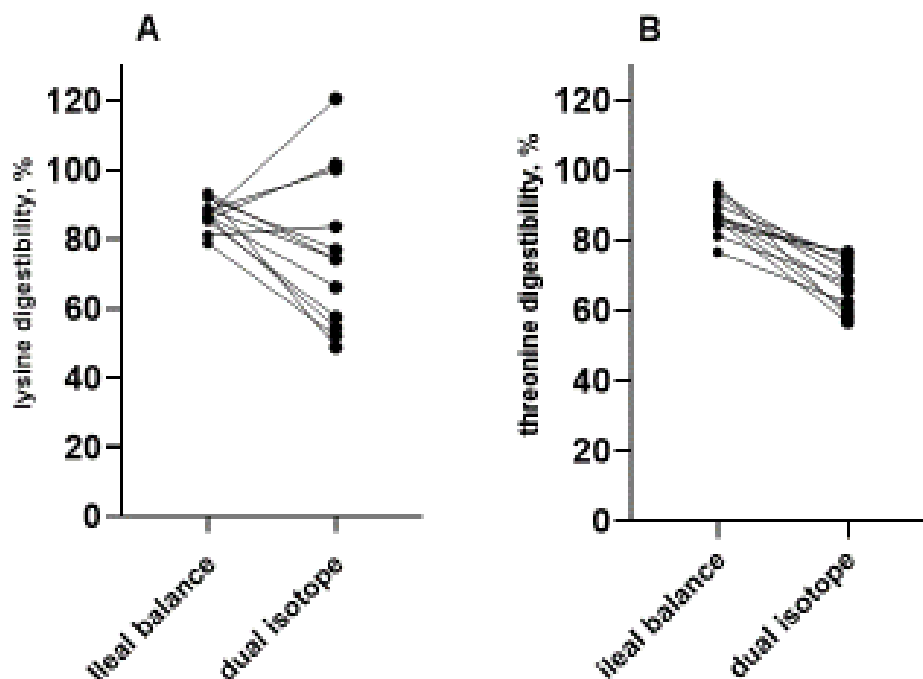 A
lysine digestibility, %
120
100
80
60
40
20
0
ileal balance
dual isotope
B
threonine digestibility, %
120
100
80
60
40
20
0
ileal balance
dual isotope